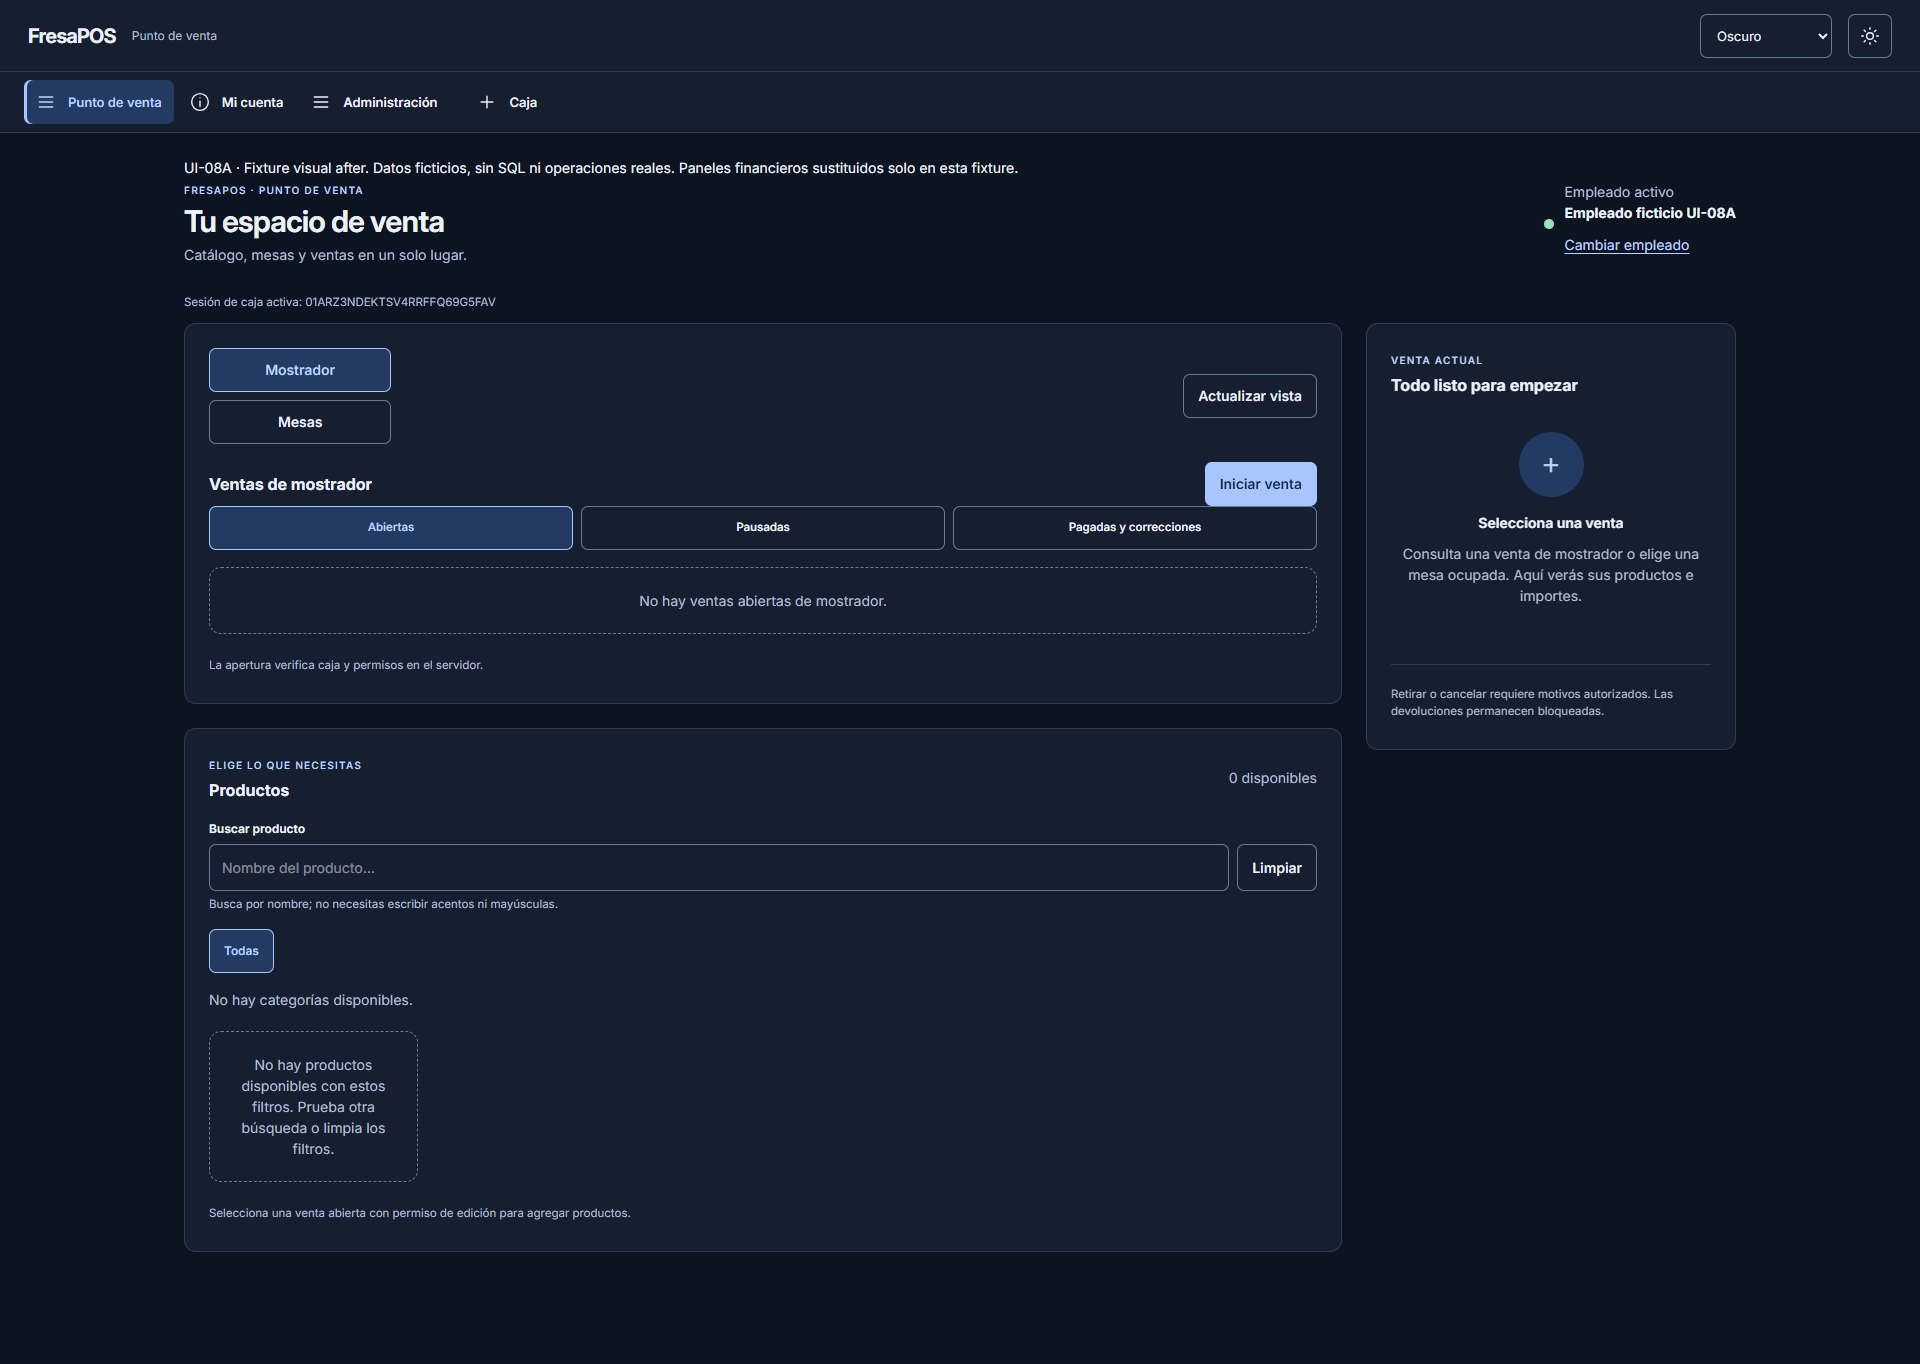 FresaPOS
Punto de venta
Oscuro
Punto de venta
Mi cuenta
Administración
Caja
UI-08A · Fixture visual after. Datos ficticios, sin SQL ni operaciones reales. Paneles financieros sustituidos solo en esta fixture.
FRESAPOS · PUNTO DE VENTA
Tu espacio de venta
Catálogo, mesas y ventas en un solo lugar.
Empleado activo
Empleado ficticio UI-08A
Cambiar empleado
Sesión de caja activa: 01ARZ3NDEKTSV4RRFFQ69G5FAV
Mostrador
Mesas
Actualizar vista
Ventas de mostrador
Iniciar venta
Abiertas
Pausadas
Pagadas y correcciones
No hay ventas abiertas de mostrador.
La apertura verifica caja y permisos en el servidor.
VENTA ACTUAL
Todo listo para empezar
Selecciona una venta
Consulta una venta de mostrador o elige una
mesa ocupada. Aquí verás sus productos e
importes.
Retirar o cancelar requiere motivos autorizados. Las
devoluciones permanecen bloqueadas.
ELIGE LO QUE NECESITAS
Productos
0 disponibles
Buscar producto
Nombre del producto...
Limpiar
Busca por nombre; no necesitas escribir acentos ni mayúsculas.
Todas
No hay categorías disponibles.
No hay productos
disponibles con estos
filtros. Prueba otra
búsqueda o limpia los
filtros.
Selecciona una venta abierta con permiso de edición para agregar productos.